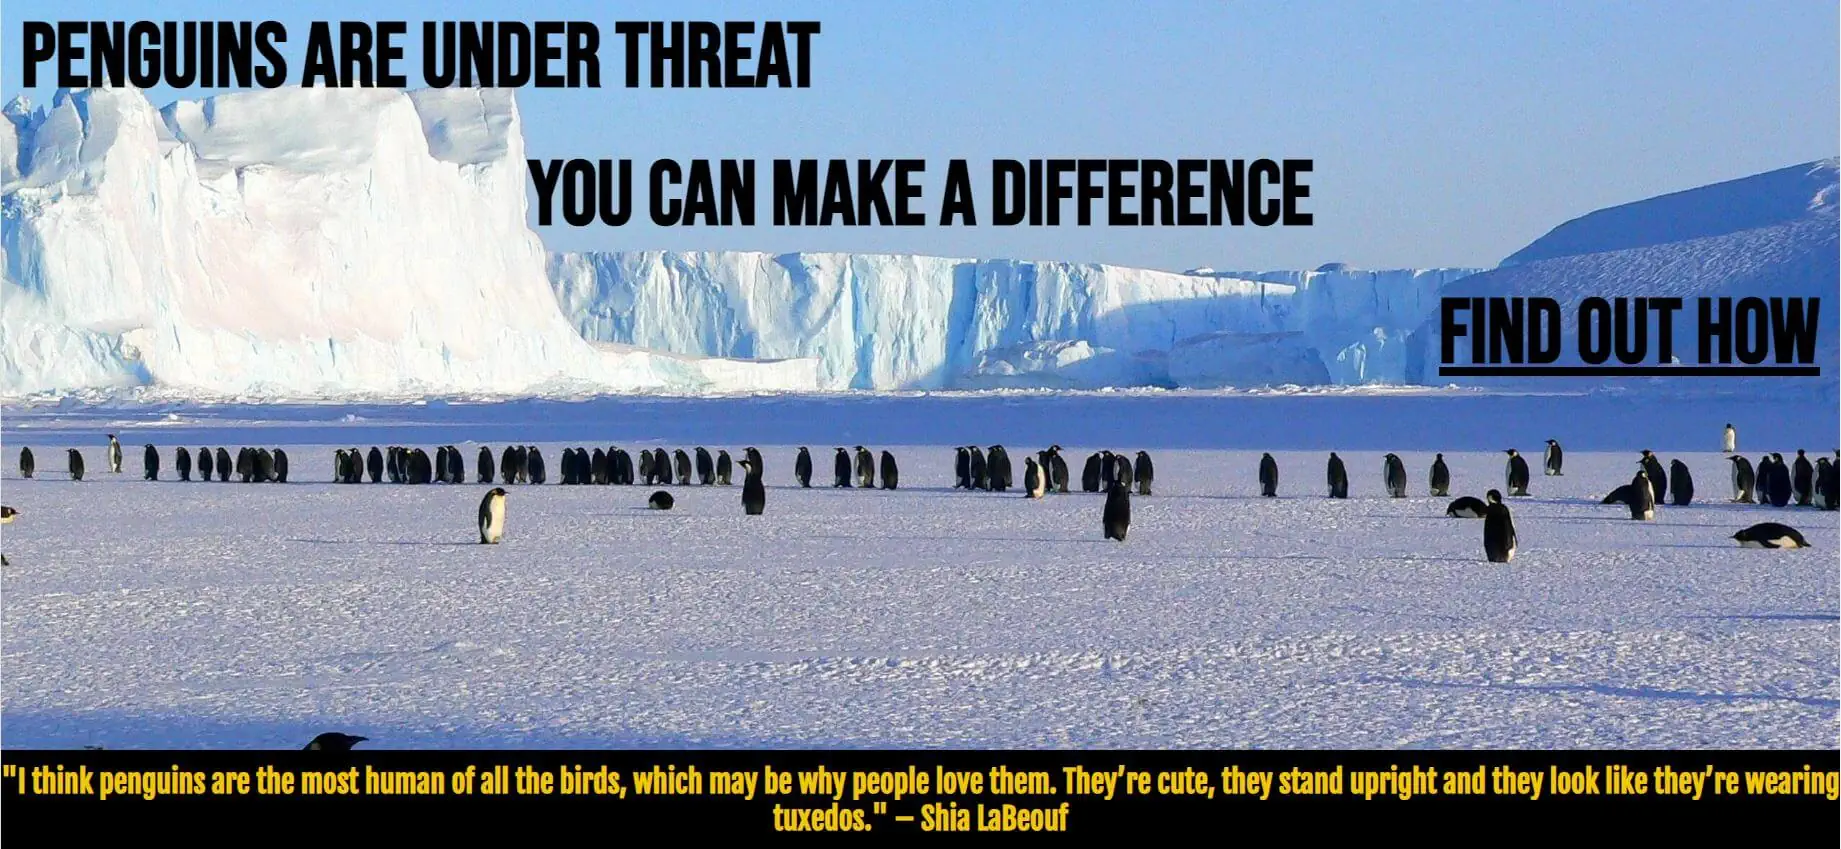 PENGUINS ARE UNDER THREAT
YOU CAN MAKE A DIFFERENCE
FIND OUT HOW
"I think penguins are the most human of all the birds, which may be why people love them. They’re cute, they stand upright and they look like they’re wearing
tuxedos." – Shia LaBeouf